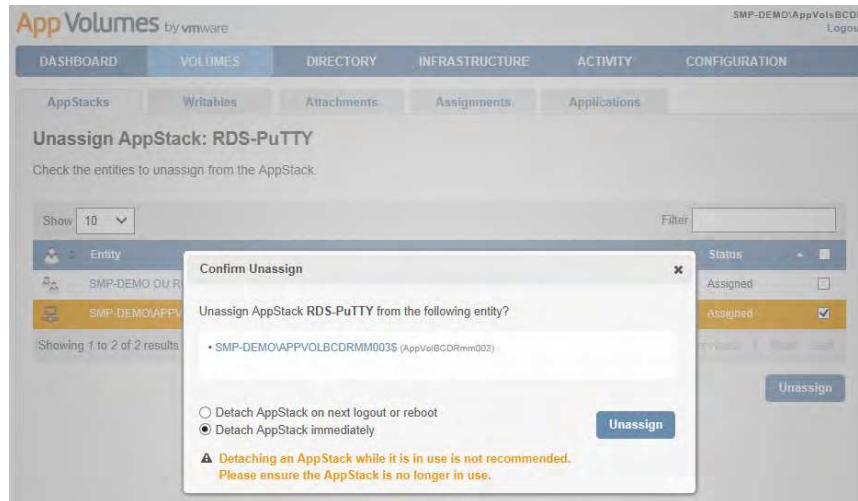 App Volumes by vmware
SMP-DEMO\AppVolsBCDR
Logou
DASHBOARD VOLUMES DIRECTORY INFRASTRUCTURE ACTIVITY CONFIGURATION
AppStacks Writables Attachments Assignments Applications
Unassign AppStack: RDS-PuTTY
Check the entities to unassign from the AppStack.
Show 10 Filter
Entity Status
SMP-DEMO OU R Assigned
SMP-DEMO\APPV Assigned
Showing 1 to 2 of 2 results 1
Unassign
Confirm Unassign
Unassign AppStack RDS-PuTTY from the following entity?
• SMP-DEMO\APPVOLBCDRMM003$ (AppVolBCDRmm003)
Detach AppStack on next logout or reboot
Detach AppStack immediately
Unassign
Detaching an AppStack while it is in use is not recommended.
Please ensure the AppStack is no longer in use.